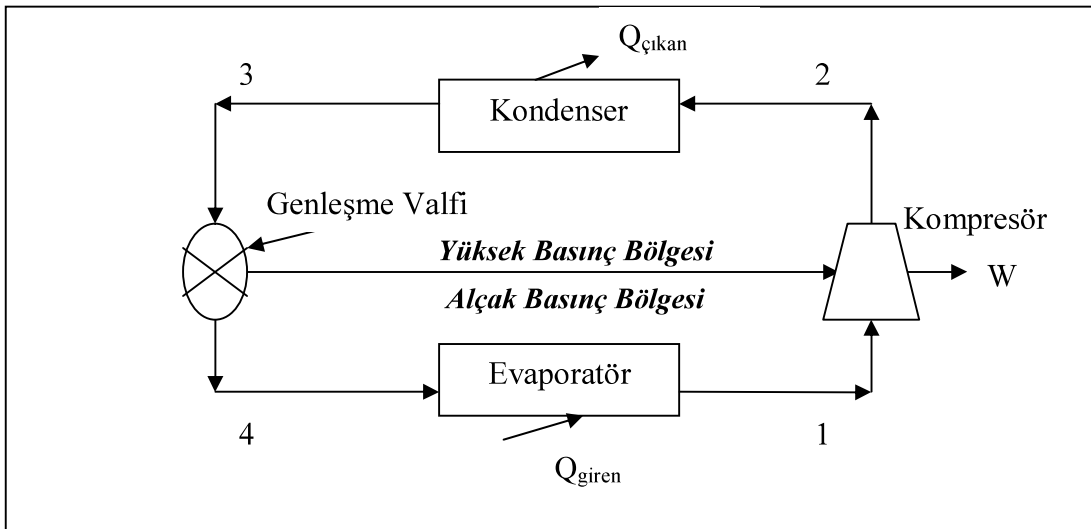 Qçıkan
3
2
Kondenser
Genleşme Valfi
Kompresör
Yüksek Basınç Bölgesi
W
Alçak Basınç Bölgesi
Evaporatör
4
1
Qgiren